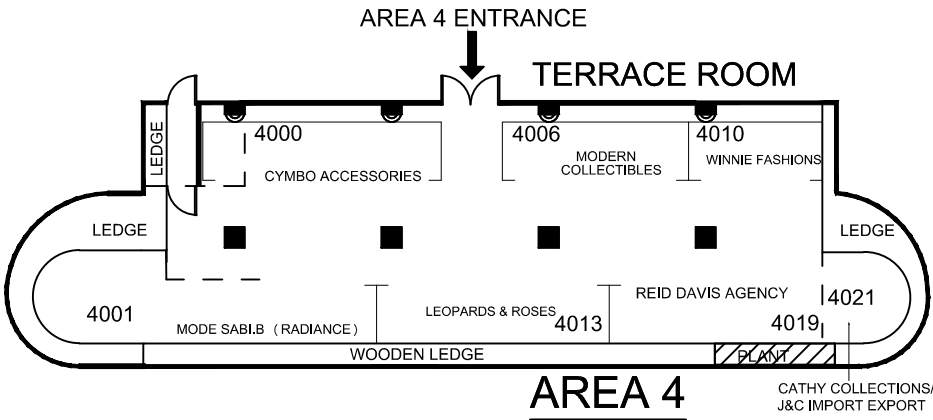 AREA 4 ENTRANCE
TERRACE ROOM
4000
4006
4010
LEDGE
CYMBO ACCESSORIES
MODERN
COLLECTIBLES
WINNIE FASHIONS
LEDGE
LEDGE
4001
MODE SABI.B (RADIANCE)
LEOPARDS & ROSES
4013
REID DAVIS AGENCY
4019
4021
WOODEN LEDGE
PLANT
AREA 4
CATHY COLLECTIONS/
J&C IMPORT EXPORT